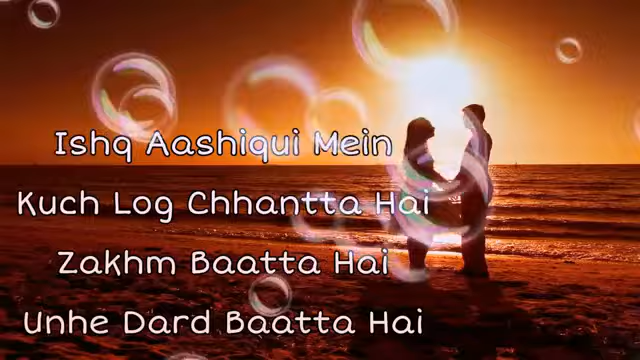 Ishq Aashiqui Mein
Kuch Log Chhantta Hai
Zakhm Baatta Hai
Unhe Dard Baatta Hai